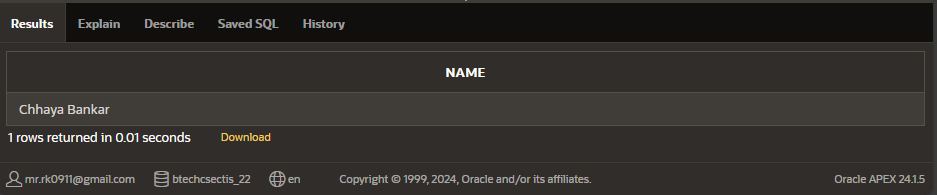 Results Explain Describe Saved SQL History
NAME
Chhaya Bankar
1 rows returned in 0.01 seconds Download
mr.rk0911@gmail.com btechcsectis_22 en Copyright © 1999, 2024, Oracle and/or its affiliates. Oracle APEX 24.1.5